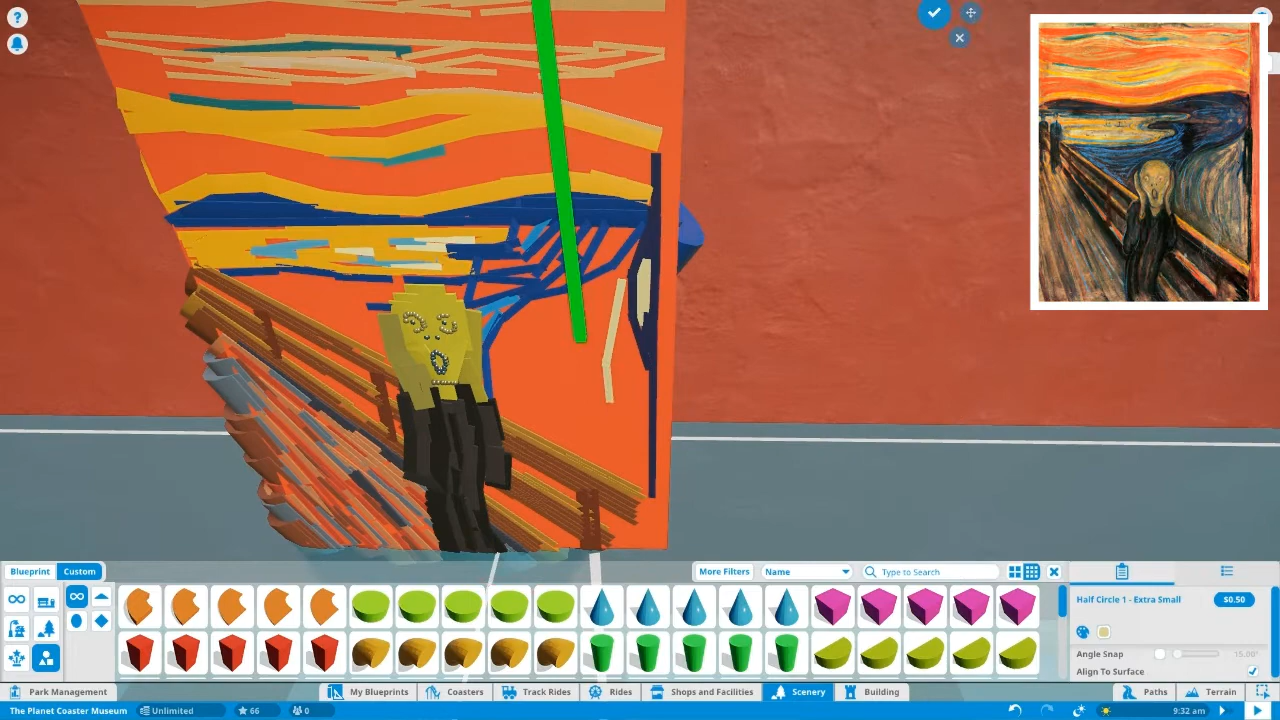 ?
Blueprint
Custom
More Filters
Name
Type to Search
Half Circle 1 - Extra Small
$0.50
Angle Snap
15.00°
Align To Surface
Park Management
My Blueprints
Coasters
Track Rides
Rides
Shops and Facilities
Scenery
Building
Paths
Terrain
The Planet Coaster Museum
Unlimited
66
0
9:32 am